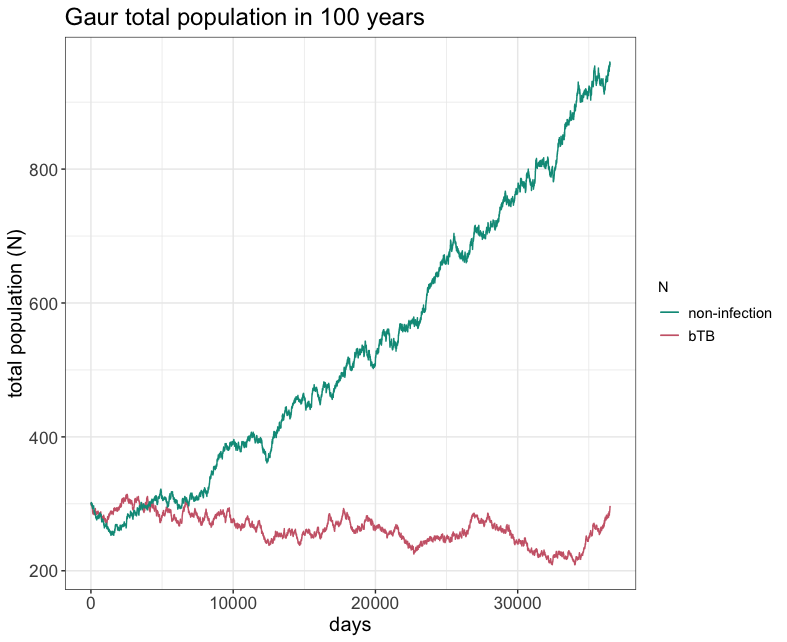 Gaur total population in 100 years
total population (N)
800
600
400
200
0 10000 20000 30000
days
N
non-infection
bTB